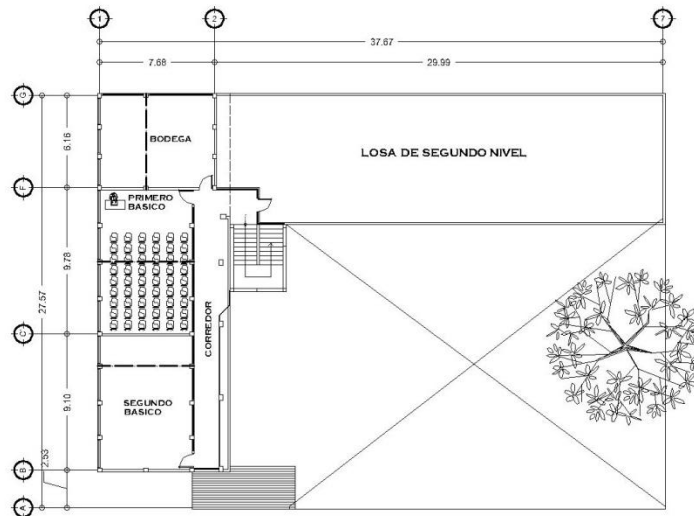 1
2
7
37.67
7.68
29.99
G
6.16
BODEGA
LOSA DE SEGUNDO NIVEL
F
PRIMERO
BASICO
9.78
27.57
CORREDOR
C
9.10
SEGUNDO
BASICO
2.53
B
A